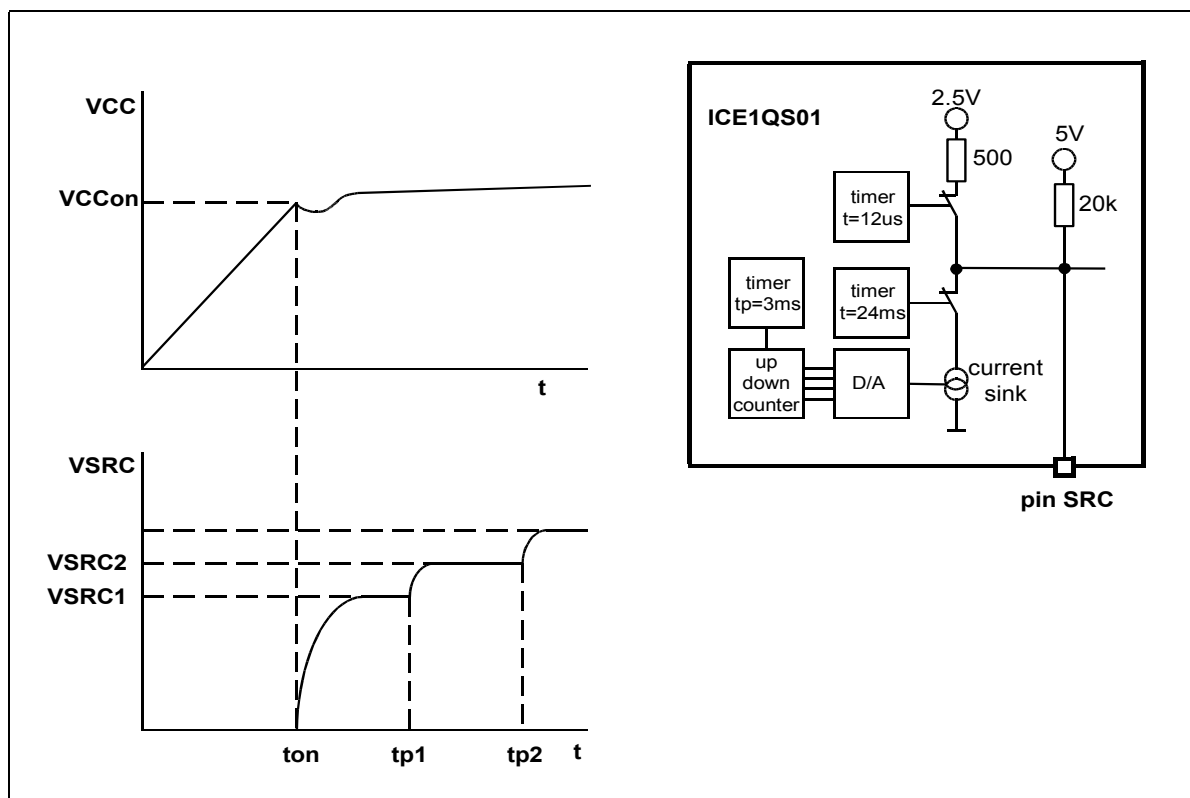 VCC
VCCon
t
VSRC
VSRC2
VSRC1
ton
tp1
tp2
t
ICE1QS01
2.5V
500
5V
20k
timer
t=12us
timer
tp=3ms
timer
t=24ms
up
down
counter
D/A
current
sink
pin SRC